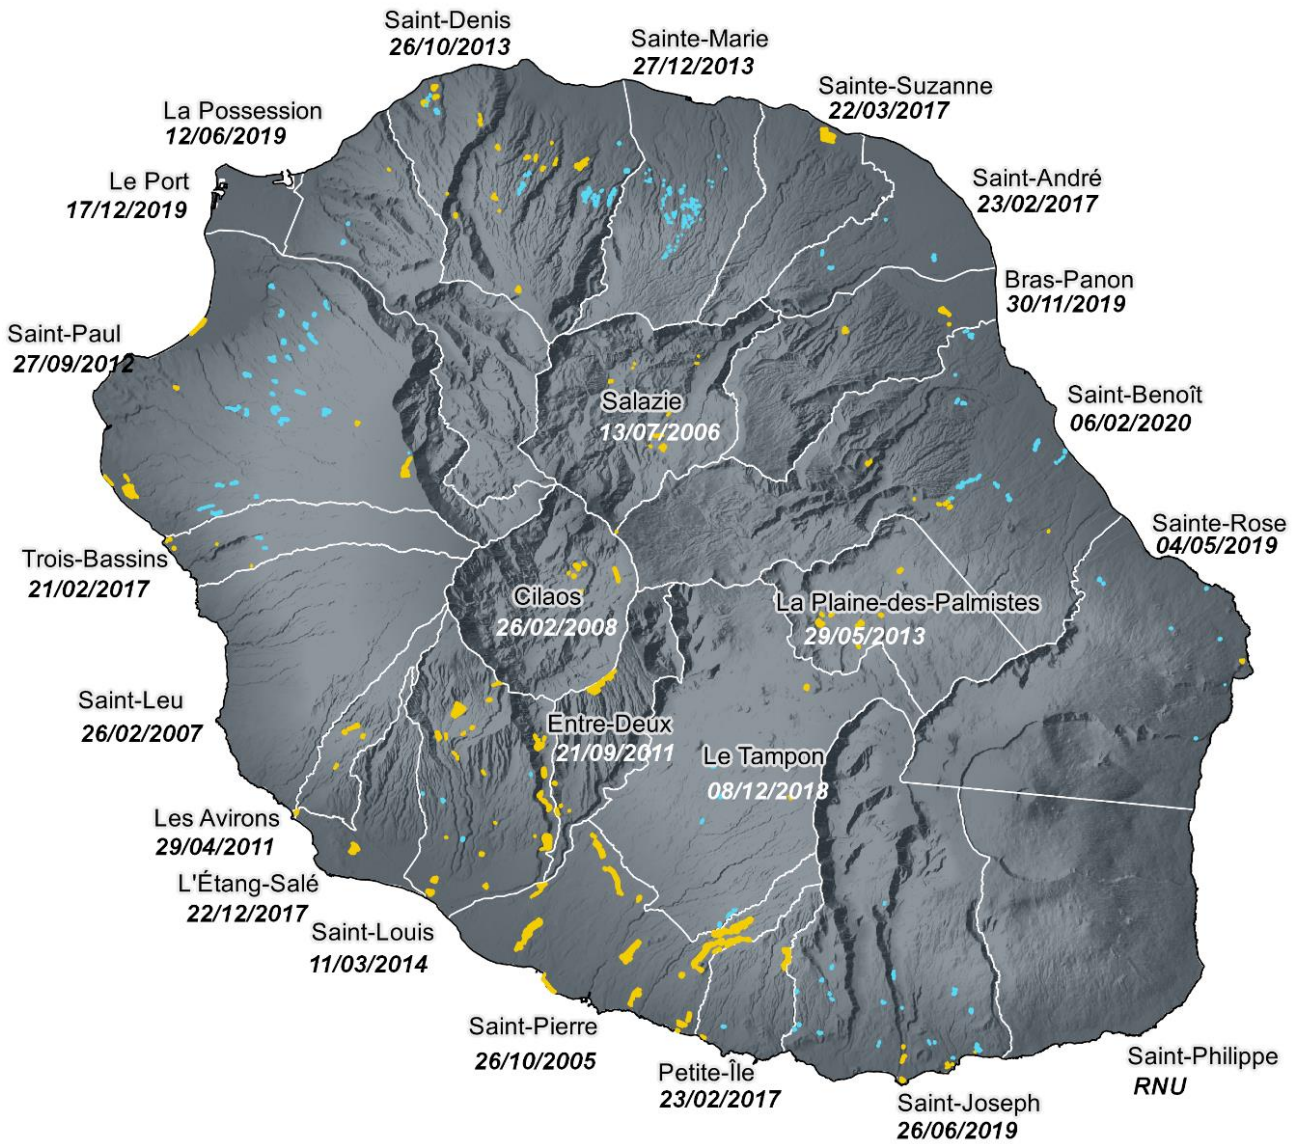 Saint-Denis
26/10/2013
Sainte-Marie
27/12/2013
Sainte-Suzanne
22/03/2017
La Possession
12/06/2019
Le Port
17/12/2019
Saint-André
23/02/2017
Bras-Panon
30/11/2019
Saint-Paul
27/09/2012
Salazie
13/07/2006
Saint-Benoît
06/02/2020
Sainte-Rose
04/05/2019
Trois-Bassins
21/02/2017
Cilaos
26/02/2008
La Plaine-des-Palmistes
29/05/2013
Saint-Leu
26/02/2007
Entre-Deux
21/09/2011
Le Tampon
08/12/2018
Les Avirons
29/04/2011
L'Étang-Salé
22/12/2017
Saint-Louis
11/03/2014
Saint-Pierre
26/10/2005
Petite-Île
23/02/2017
Saint-Joseph
26/06/2019
Saint-Philippe
RNU